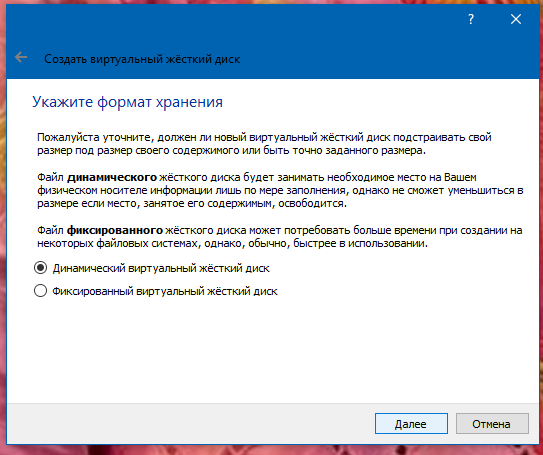 ?
Создать виртуальный жёсткий диск
Укажите формат хранения
Пожалуйста уточните, должен ли новый виртуальный жёсткий диск подстраивать свой
размер под размер своего содержимого или быть точно заданного размера.
Файл динамического жёсткого диска будет занимать необходимое место на Вашем
физическом носителе информации лишь по мере заполнения, однако не сможет уменьшиться в
размере если место, занятое его содержимым, освободится.
Файл фиксированного жёсткого диска может потребовать больше времени при создании на
некоторых файловых системах, однако, обычно, быстрее в использовании.
Динамический виртуальный жёсткий диск
Фиксированный виртуальный жёсткий диск
Далее
Отмена